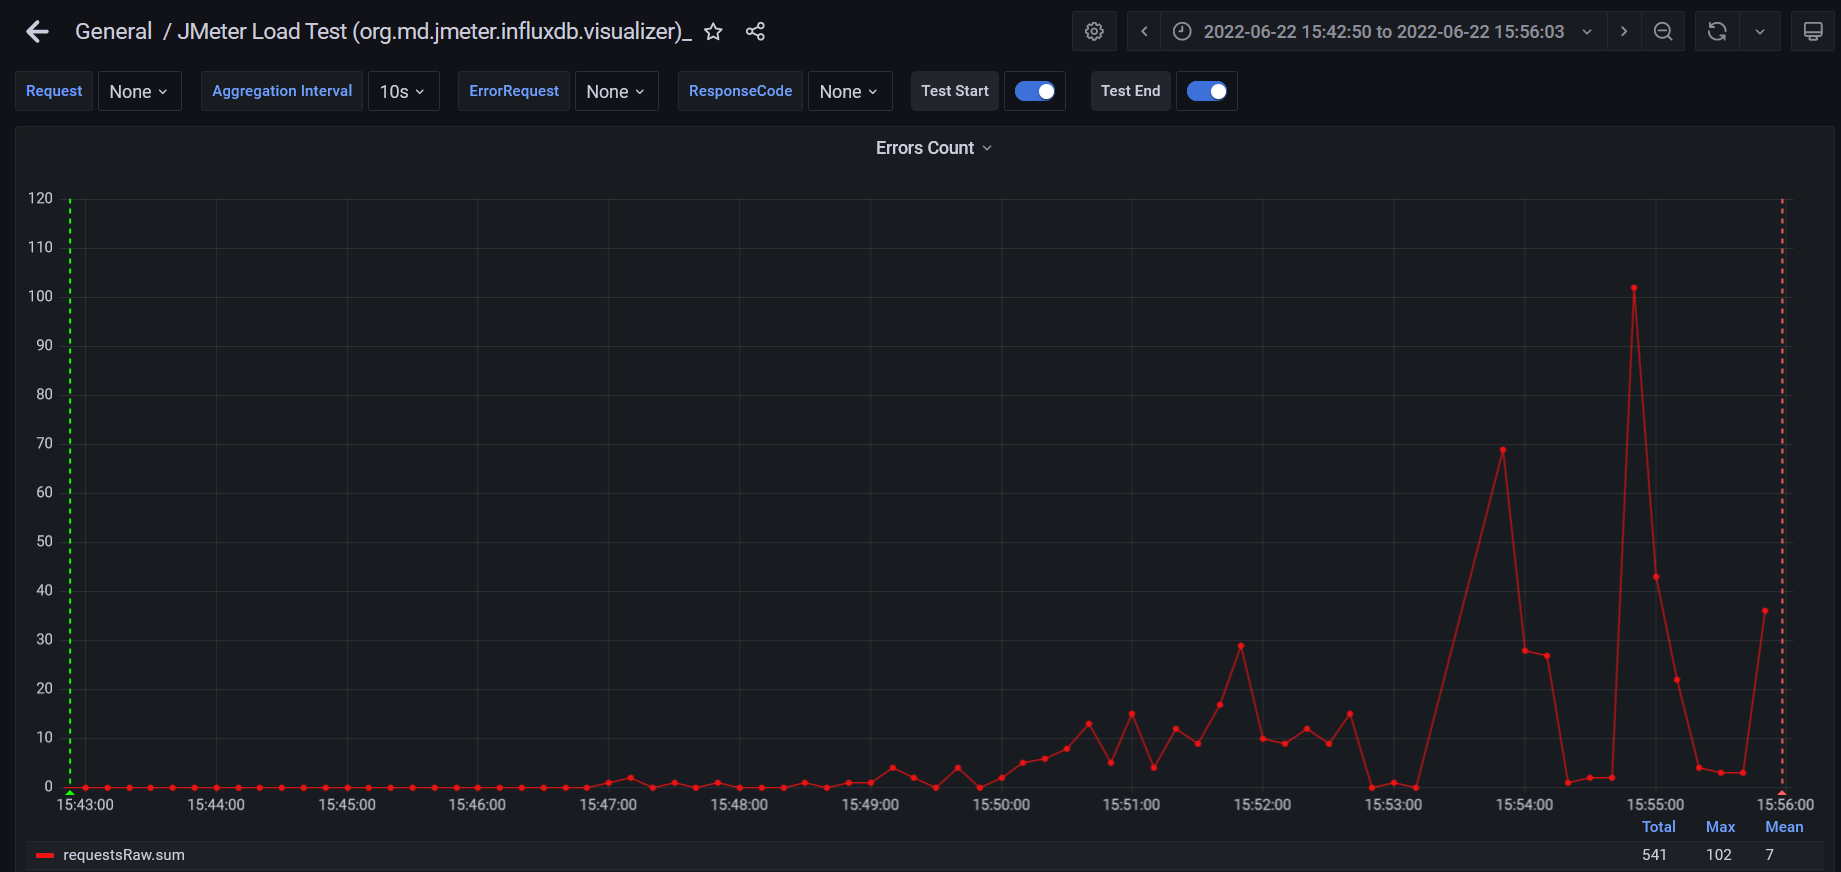 General / JMeter Load Test (org.md.jmeter.influxdb.visualizer)_ 2022-06-22 15:42:50 to 2022-06-22 15:56:03
Request None Aggregation Interval 10s ErrorRequest None ResponseCode None Test Start Test End
Errors Count
120
110
100
90
80
70
60
50
40
30
20
10
0
15:43:00 15:44:00 15:45:00 15:46:00 15:47:00 15:48:00 15:49:00 15:50:00 15:51:00 15:52:00 15:53:00 15:54:00 15:55:00 15:56:00
Total Max Mean
requestsRaw.sum 541 102 7